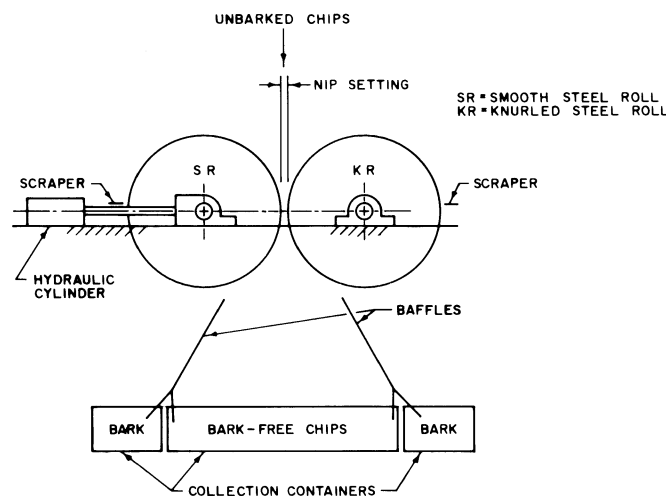 UNBARKED CHIPS
NIP SETTING
SR = SMOOTH STEEL ROLL
KR = KNURLED STEEL ROLL
SR
KR
SCRAPER
SCRAPER
HYDRAULIC
CYLINDER
BAFFLES
BARK
BARK-FREE CHIPS
BARK
COLLECTION CONTAINERS